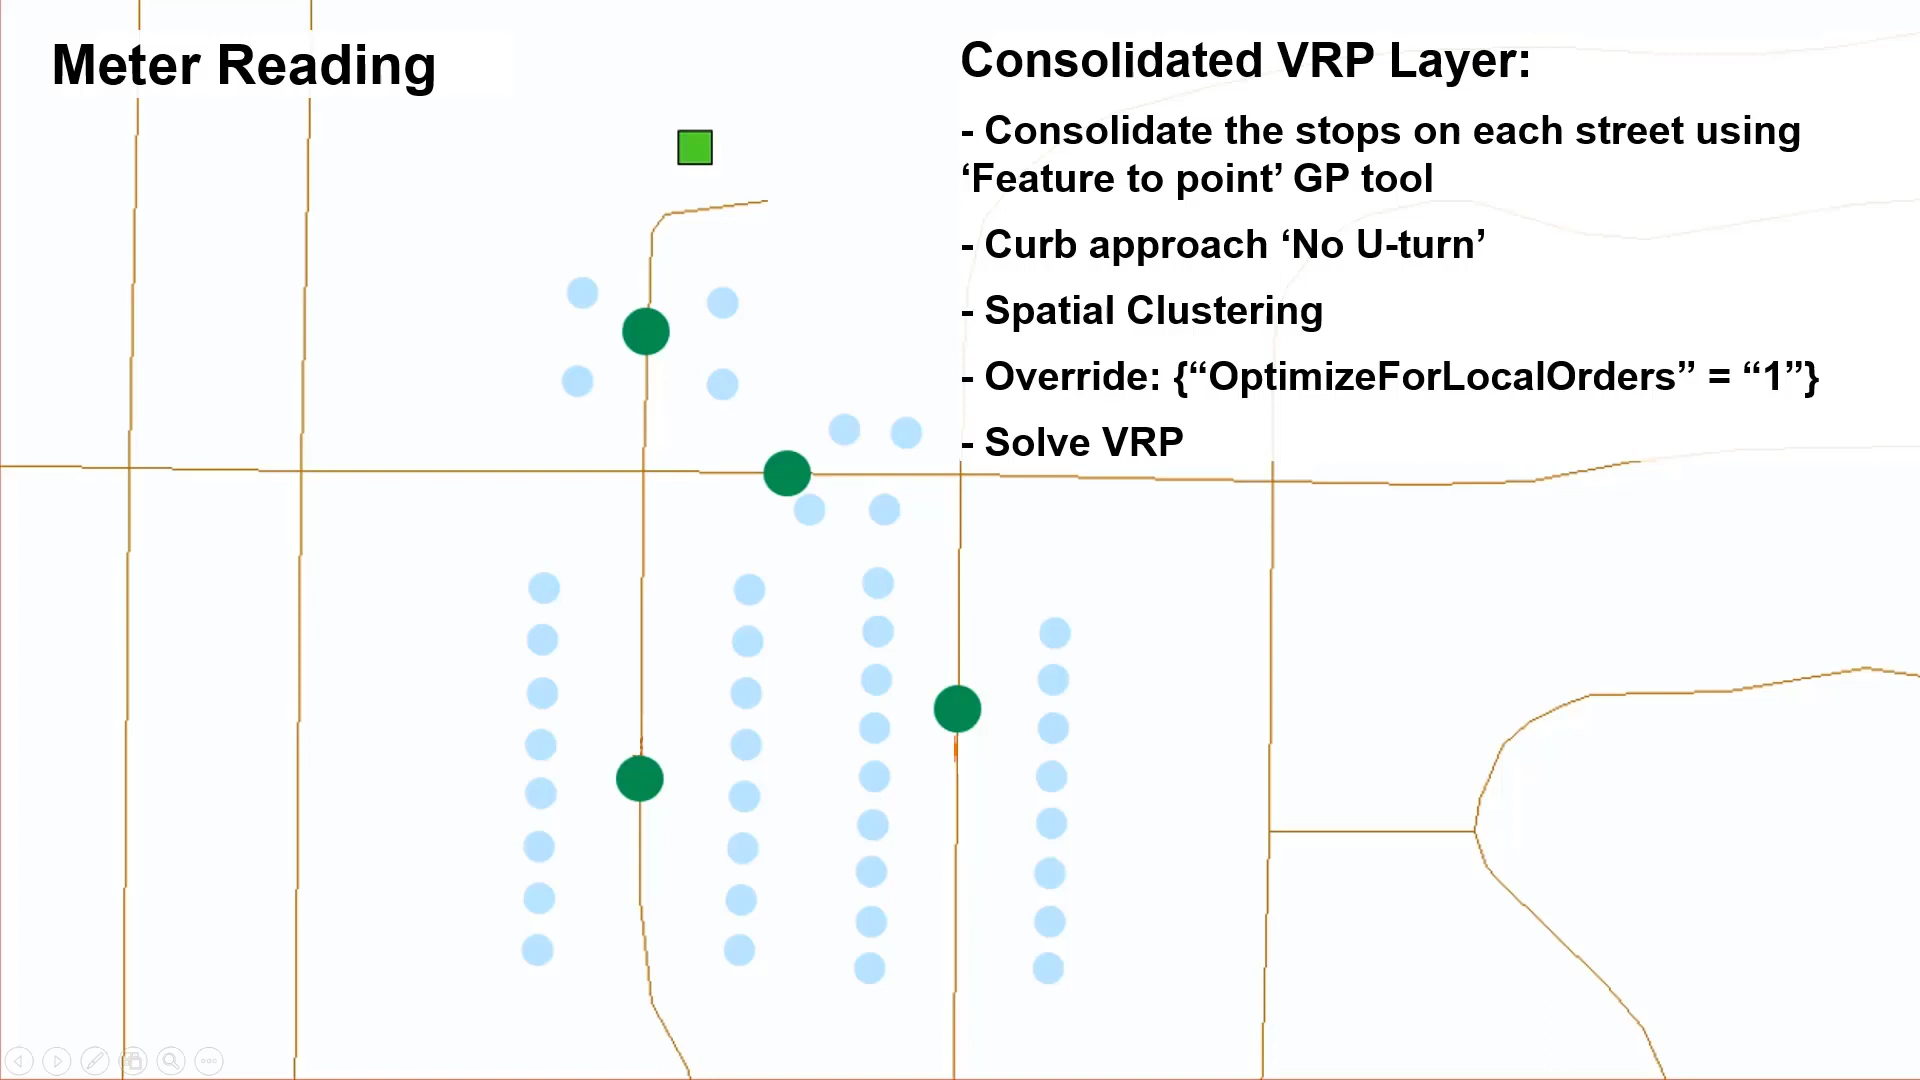 Meter Reading
Consolidated VRP Layer:
- Consolidate the stops on each street using
‘Feature to point’ GP tool
- Curb approach ‘No U-turn’
- Spatial Clustering
- Override: {“OptimizeForLocalOrders” = “1”}
- Solve VRP